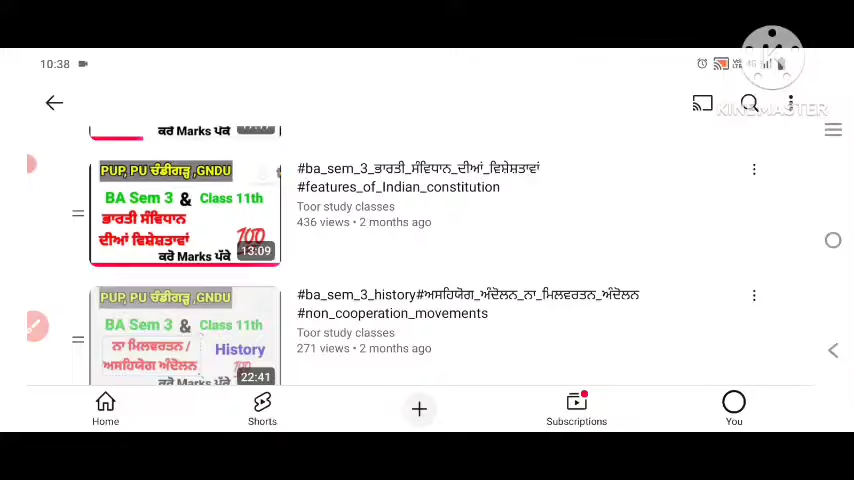 10:38
KINEMASTER
ਕਰੋ Marks ਪੱਕੇ
PUP, PU ਚੰਡੀਗੜ੍ਹ ,GNDU
BA Sem 3 & Class 11th
ਭਾਰਤੀ ਸੰਵਿਧਾਨ
ਦੀਆਂ ਵਿਸ਼ੇਸ਼ਤਾਵਾਂ
100
13:09
ਕਰੋ Marks ਪੱਕੇ
#ba_sem_3_ਭਾਰਤੀ_ਸੰਵਿਧਾਨ_ਦੀਆਂ_ਵਿਸ਼ੇਸ਼ਤਾਵਾਂ
#features_of_Indian_constitution
Toor study classes
436 views • 2 months ago
PUP, PU ਚੰਡੀਗੜ੍ਹ ,GNDU
BA Sem 3 & Class 11th
ਨਾ ਮਿਲਵਰਤਨ / History
ਅਸਹਿਯੋਗ ਅੰਦੋਲਨ
100
22:41
ਕਰੋ Marks ਪੱਕੇ
#ba_sem_3_history#ਅਸਹਿਯੋਗ_ਅੰਦੋਲਨ_ਨਾ_ਮਿਲਵਰਤਨ_ਅੰਦੋਲਨ
#non_cooperation_movements
Toor study classes
271 views • 2 months ago
Home
Shorts
Subscriptions
You